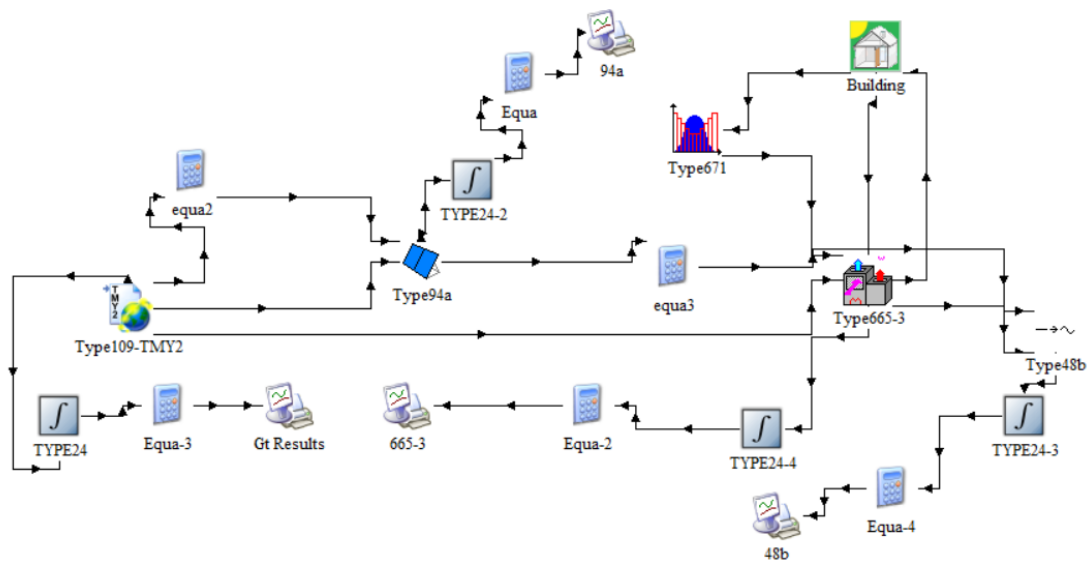 94a
Equa
Building
Type671
TYPE24-2
equa2
Type94a
equa3
TMY2
Type109-TMY2
Type665-3
Type48b
TYPE24
Equa-3
Gt Results
665-3
Equa-2
TYPE24-4
TYPE24-3
Equa-4
48b